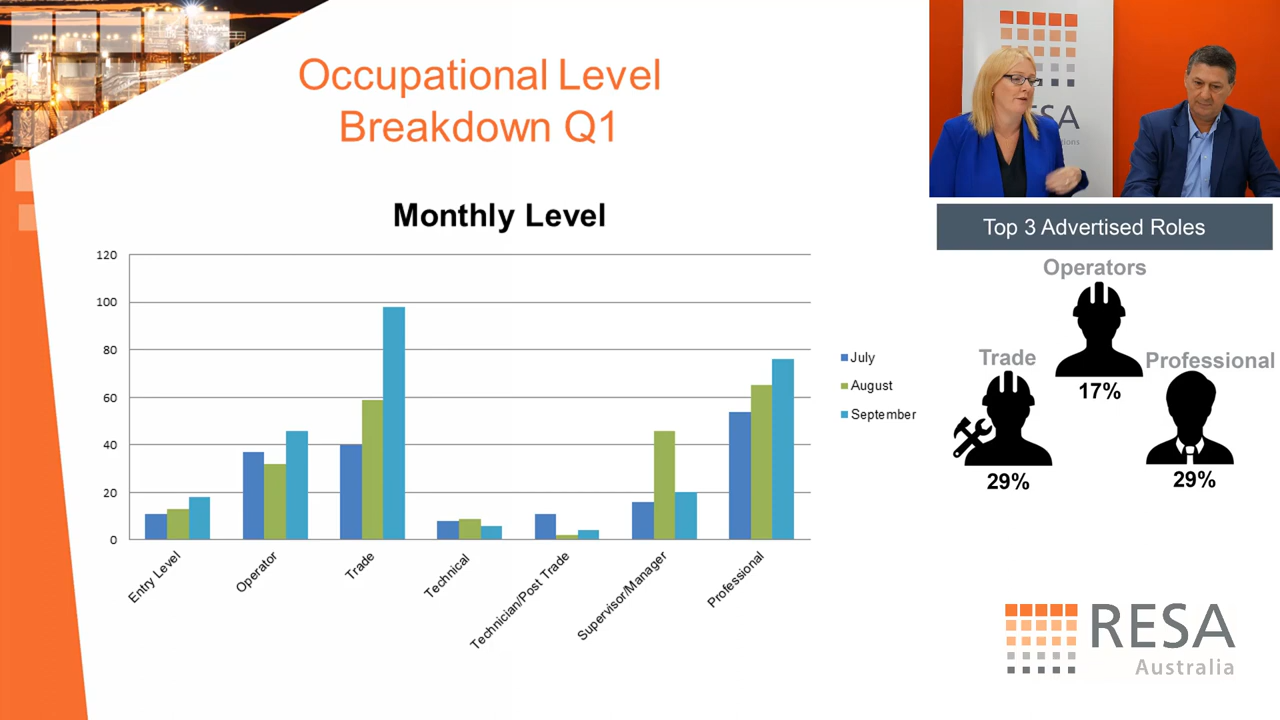 Occupational Level
Breakdown Q1
Monthly Level
120
100
80
60
40
20
0
Entry Level
Operator
Trade
Technical
Technician/Post Trade
Supervisor/Manager
Professional
July
August
September
ESA
Top 3 Advertised Roles
Operators
17%
Trade
29%
Professional
29%
RESA
Australia